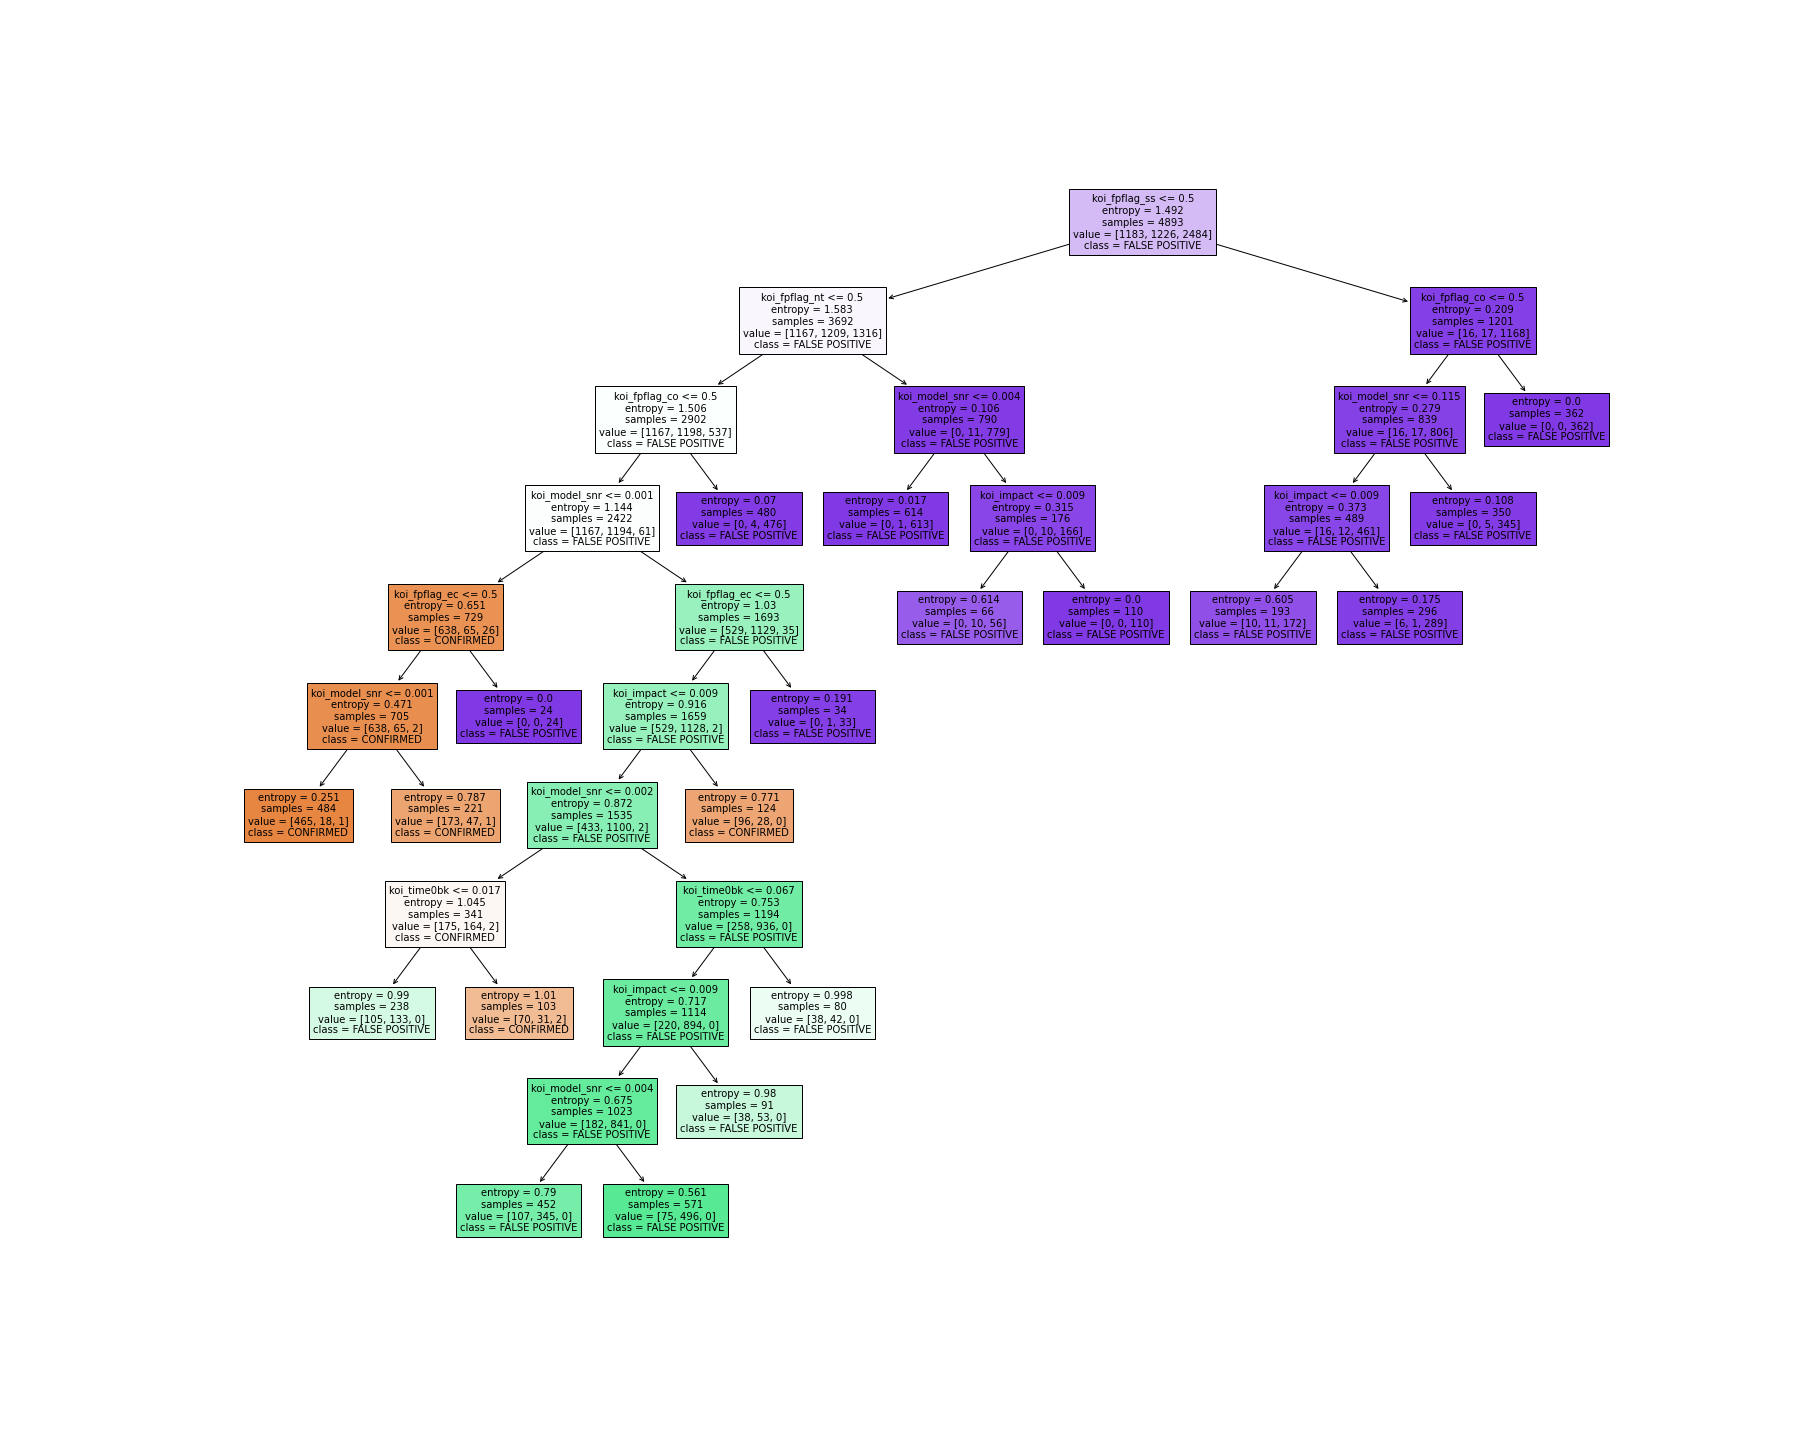 koi_fpflag_ss <= 0.5
entropy = 1.492
samples = 4893
value = [1183, 1226, 2484]
class = FALSE POSITIVE
koi_fpflag_nt <= 0.5
entropy = 1.583
samples = 3692
value = [1167, 1209, 1316]
class = FALSE POSITIVE
koi_fpflag_co <= 0.5
entropy = 0.209
samples = 1201
value = [16, 17, 1168]
class = FALSE POSITIVE
koi_fpflag_co <= 0.5
entropy = 1.506
samples = 2902
value = [1167, 1198, 537]
class = FALSE POSITIVE
koi_model_snr <= 0.004
entropy = 0.106
samples = 790
value = [0, 11, 779]
class = FALSE POSITIVE
koi_model_snr <= 0.115
entropy = 0.279
samples = 839
value = [16, 17, 806]
class = FALSE POSITIVE
entropy = 0.0
samples = 362
value = [0, 0, 362]
class = FALSE POSITIVE
koi_model_snr <= 0.001
entropy = 1.144
samples = 2422
value = [1167, 1194, 61]
class = FALSE POSITIVE
entropy = 0.07
samples = 480
value = [0, 4, 476]
class = FALSE POSITIVE
entropy = 0.017
samples = 614
value = [0, 1, 613]
class = FALSE POSITIVE
koi_impact <= 0.009
entropy = 0.315
samples = 176
value = [0, 10, 166]
class = FALSE POSITIVE
koi_impact <= 0.009
entropy = 0.373
samples = 489
value = [16, 12, 461]
class = FALSE POSITIVE
entropy = 0.108
samples = 350
value = [0, 5, 345]
class = FALSE POSITIVE
koi_fpflag_ec <= 0.5
entropy = 0.651
samples = 729
value = [638, 65, 26]
class = CONFIRMED
koi_fpflag_ec <= 0.5
entropy = 1.03
samples = 1693
value = [529, 1129, 35]
class = FALSE POSITIVE
entropy = 0.614
samples = 66
value = [0, 10, 56]
class = FALSE POSITIVE
entropy = 0.0
samples = 110
value = [0, 0, 110]
class = FALSE POSITIVE
entropy = 0.605
samples = 193
value = [10, 11, 172]
class = FALSE POSITIVE
entropy = 0.175
samples = 296
value = [6, 1, 289]
class = FALSE POSITIVE
koi_model_snr <= 0.001
entropy = 0.471
samples = 705
value = [638, 65, 2]
class = CONFIRMED
entropy = 0.0
samples = 24
value = [0, 0, 24]
class = FALSE POSITIVE
koi_impact <= 0.009
entropy = 0.916
samples = 1659
value = [529, 1128, 2]
class = FALSE POSITIVE
entropy = 0.191
samples = 34
value = [0, 1, 33]
class = FALSE POSITIVE
entropy = 0.251
samples = 484
value = [465, 18, 1]
class = CONFIRMED
entropy = 0.787
samples = 221
value = [173, 47, 1]
class = CONFIRMED
koi_model_snr <= 0.002
entropy = 0.872
samples = 1535
value = [433, 1100, 2]
class = FALSE POSITIVE
entropy = 0.771
samples = 124
value = [96, 28, 0]
class = CONFIRMED
koi_time0bk <= 0.017
entropy = 1.045
samples = 341
value = [175, 164, 2]
class = CONFIRMED
koi_time0bk <= 0.067
entropy = 0.753
samples = 1194
value = [258, 936, 0]
class = FALSE POSITIVE
entropy = 0.99
samples = 238
value = [105, 133, 0]
class = FALSE POSITIVE
entropy = 1.01
samples = 103
value = [70, 31, 2]
class = CONFIRMED
koi_impact <= 0.009
entropy = 0.717
samples = 1114
value = [220, 894, 0]
class = FALSE POSITIVE
entropy = 0.998
samples = 80
value = [38, 42, 0]
class = FALSE POSITIVE
koi_model_snr <= 0.004
entropy = 0.675
samples = 1023
value = [182, 841, 0]
class = FALSE POSITIVE
entropy = 0.98
samples = 91
value = [38, 53, 0]
class = FALSE POSITIVE
entropy = 0.79
samples = 452
value = [107, 345, 0]
class = FALSE POSITIVE
entropy = 0.561
samples = 571
value = [75, 496, 0]
class = FALSE POSITIVE